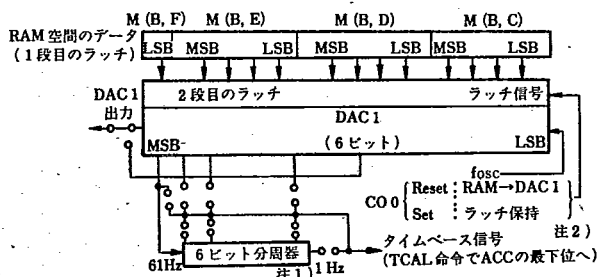 M (B, F) M (B, E) M (B, D) M (B, C)
RAM空間のデータ
(1段目のラッチ)
LSB MSB LSB MSB LSB MSB LSB
DAC1
出力
2段目のラッチ ラッチ信号
DAC1
(6ビット)
MSB LSB
fosc
CO0 Reset : RAM→DAC1
Set : ラッチ保持
注2)
61Hz
6ビット分周器
注1) 1Hz
タイムベース信号
(TCAL命令でACCの最下位へ)